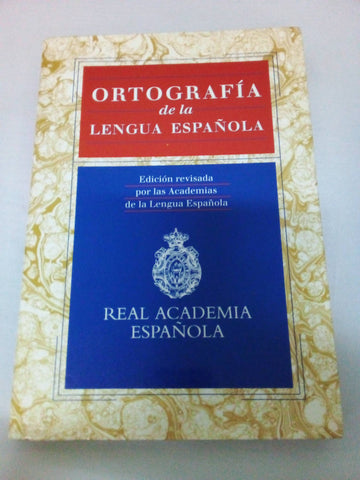 ORTOGRAFÍA
de la
LENGUA ESPAÑOLA
Edición revisada
por las Academias
de la Lengua Española
REAL ACADEMIA
ESPAÑOLA